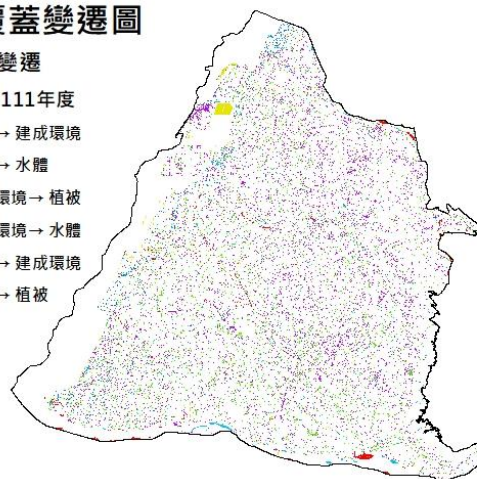 覆蓋變遷圖
變遷
111年度
→ 建成環境
→ 水體
環境→ 植被
環境→ 水體
→ 建成環境
→ 植被